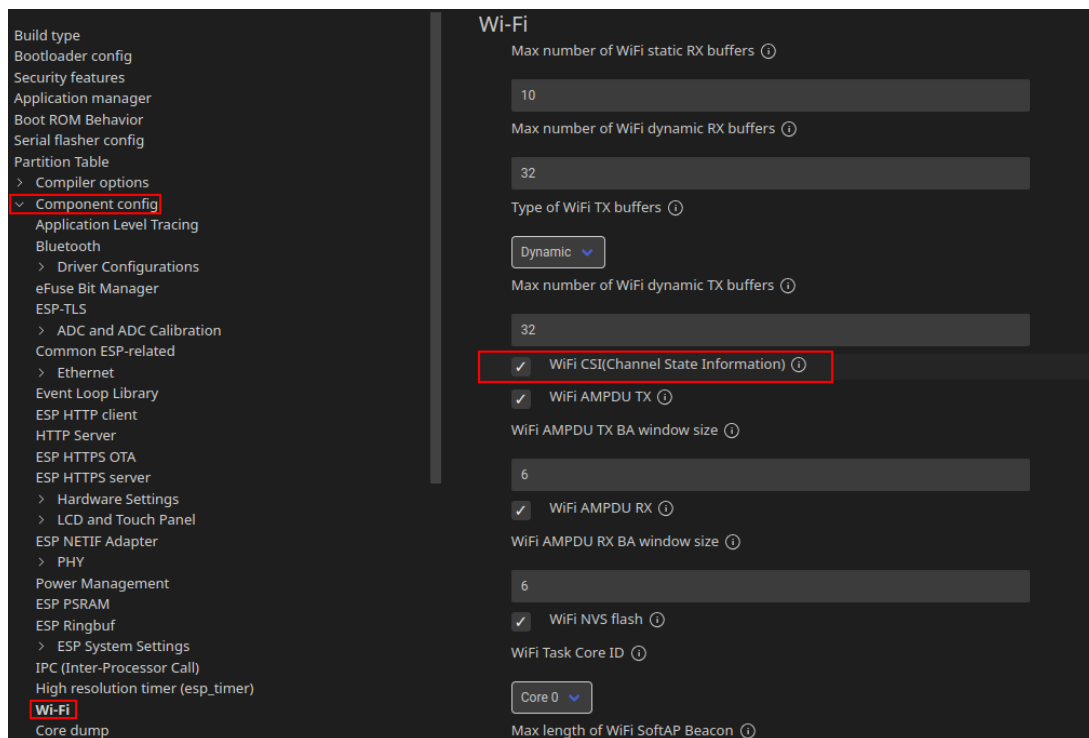 Build type
Bootloader config
Security features
Application manager
Boot ROM Behavior
Serial flasher config
Partition Table
Compiler options
Component config
Application Level Tracing
Bluetooth
Driver Configurations
eFuse Bit Manager
ESP-TLS
ADC and ADC Calibration
Common ESP-related
Ethernet
Event Loop Library
ESP HTTP client
HTTP Server
ESP HTTPS OTA
ESP HTTPS server
Hardware Settings
LCD and Touch Panel
ESP NETIF Adapter
PHY
Power Management
ESP PSRAM
ESP Ringbuf
ESP System Settings
IPC (Inter-Processor Call)
High resolution timer (esp_timer)
Wi-Fi
Core dump
Wi-Fi
Max number of WiFi static RX buffers
10
Max number of WiFi dynamic RX buffers
32
Type of WiFi TX buffers
Dynamic
Max number of WiFi dynamic TX buffers
32
WiFi CSI(Channel State Information)
WiFi AMPDU TX
WiFi AMPDU TX BA window size
6
WiFi AMPDU RX
WiFi AMPDU RX BA window size
6
WiFi NVS flash
WiFi Task Core ID
Core 0
Max length of WiFi SoftAP Beacon